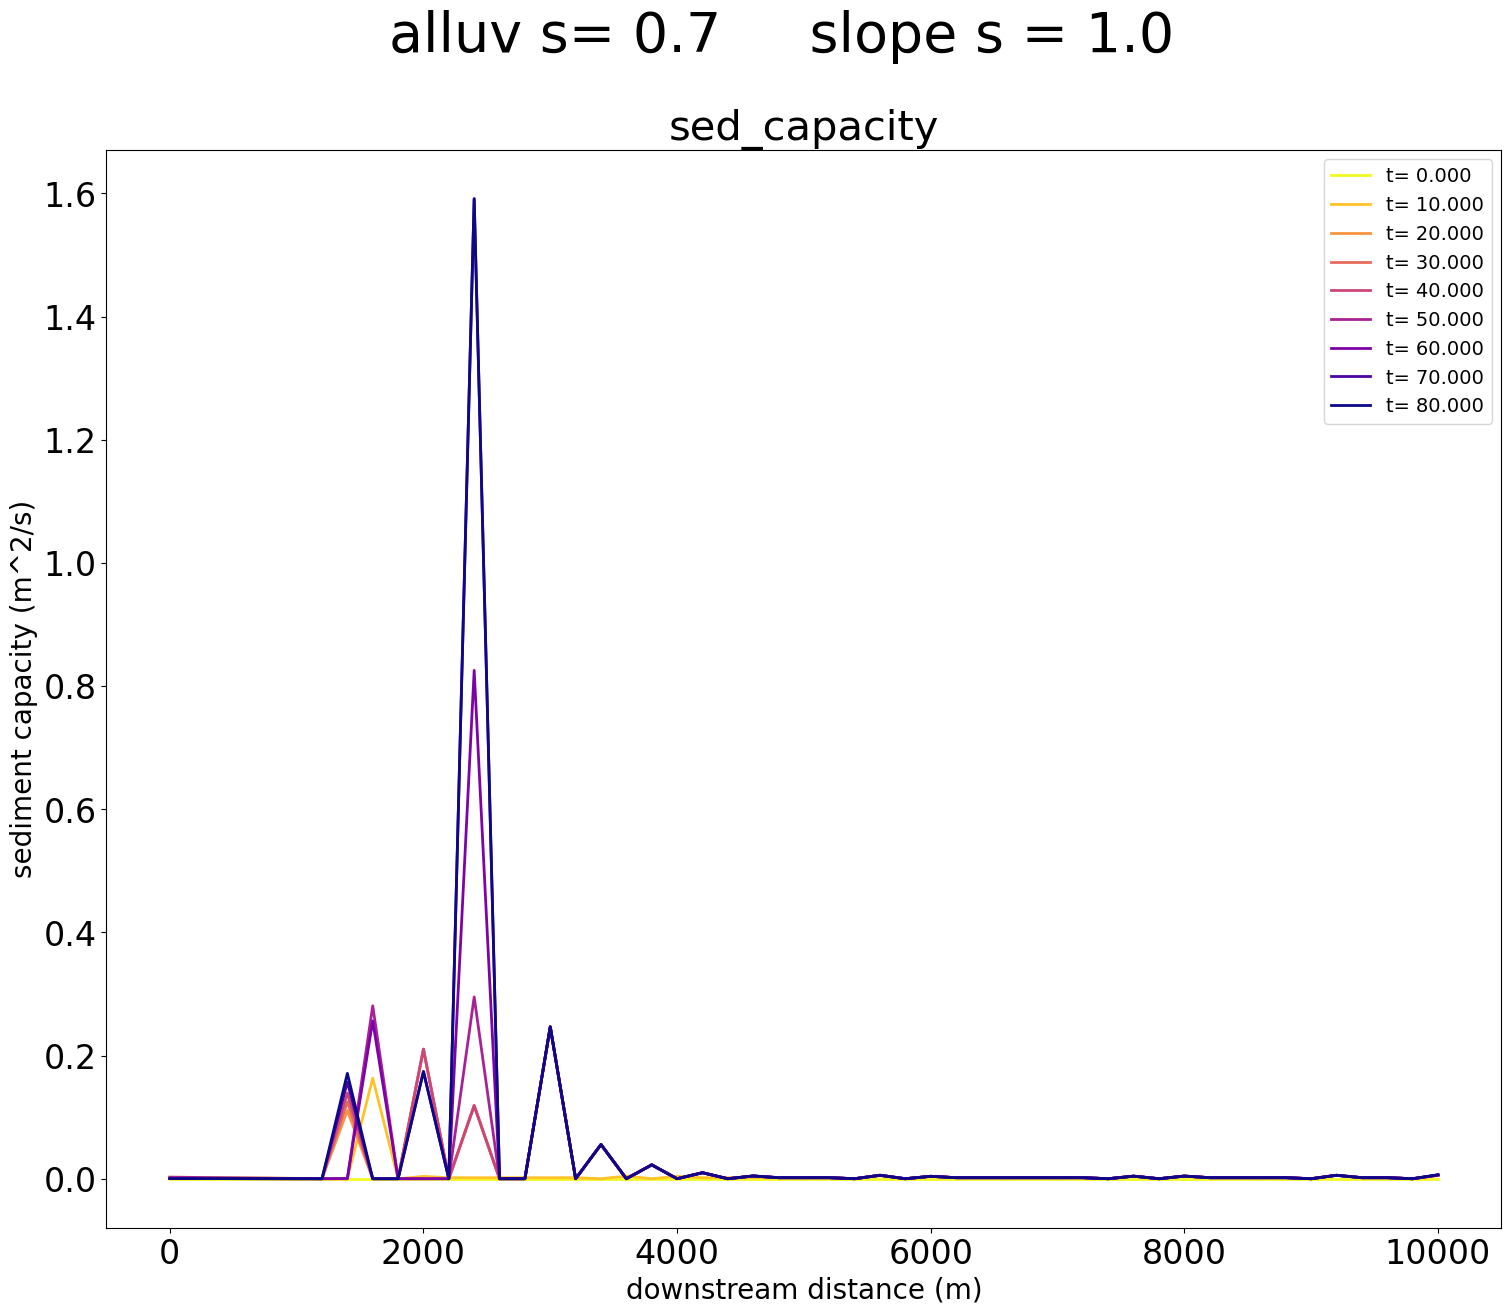 alluv s= 0.7 slope s = 1.0
sed_capacity
t= 0.000
t= 10.000
t= 20.000
t= 30.000
t= 40.000
t= 50.000
t= 60.000
t= 70.000
t= 80.000
1.6
1.4
1.2
1.0
0.8
0.6
0.4
0.2
0.0
sediment capacity (m^2/s)
0 2000 4000 6000 8000 10000
downstream distance (m)